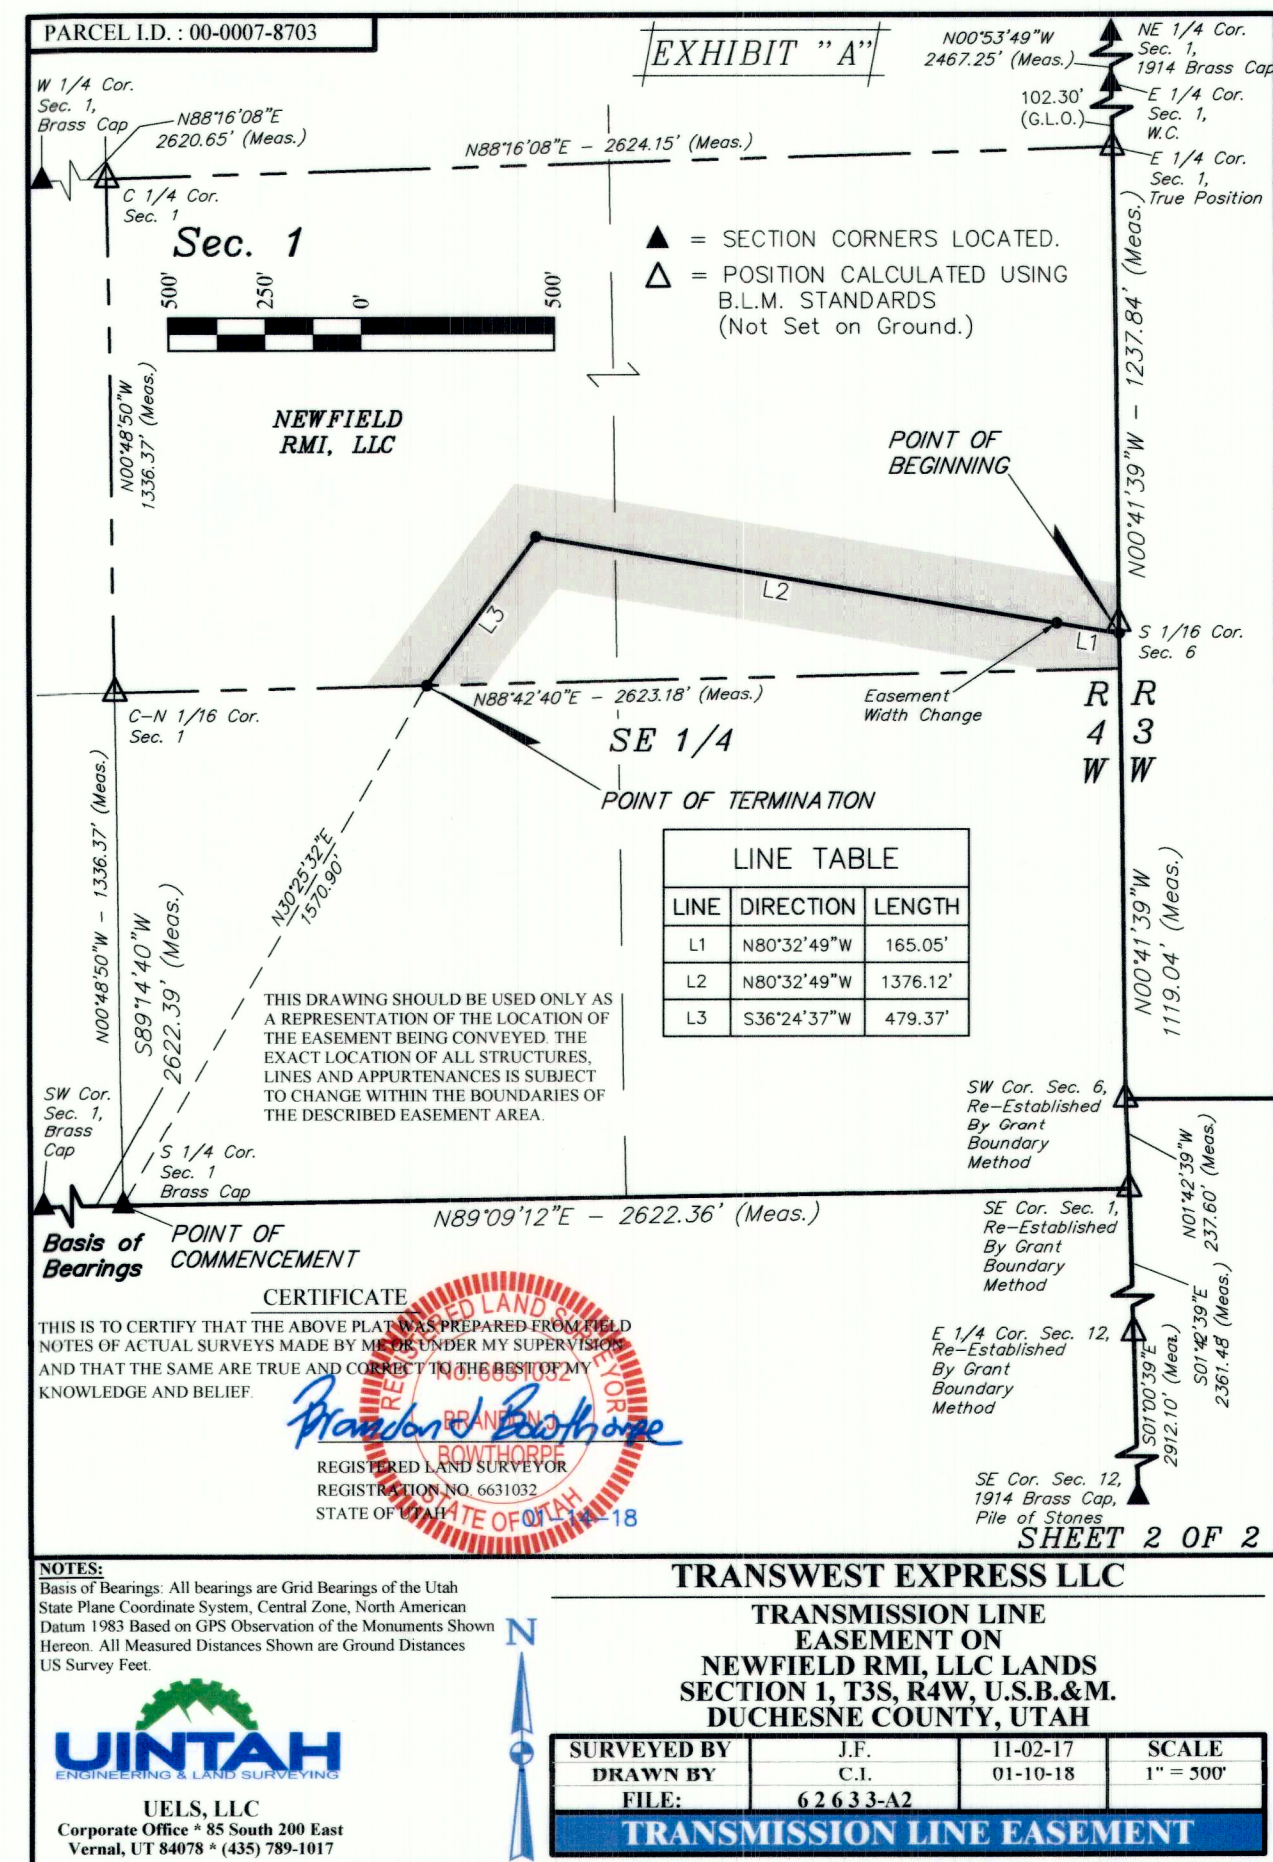 PARCEL I.D. : 00-0007-8703
EXHIBIT "A"
N00°53'49"W
2467.25' (Meas.)
NE 1/4 Cor.
Sec. 1,
1914 Brass Cap
102.30'
(G.L.O.)
E 1/4 Cor.
Sec. 1,
W.C.
E 1/4 Cor.
Sec. 1,
True Position
W 1/4 Cor.
Sec. 1,
Brass Cap
N88°16'08"E
2620.65' (Meas.)
N88°16'08"E - 2624.15' (Meas.)
C 1/4 Cor.
Sec. 1
Sec. 1
▲ = SECTION CORNERS LOCATED.
△ = POSITION CALCULATED USING
B.L.M. STANDARDS
(Not Set on Ground.)
500'
250'
0'
500'
N00°48'50"W
1336.37' (Meas.)
NEWFIELD
RMI, LLC
N00°41'39"W - 1237.84' (Meas.)
POINT OF
BEGINNING
L3
L2
L1
S 1/16 Cor.
Sec. 6
N88°42'40"E - 2623.18' (Meas.)
Easement
Width Change
R R
4 3
W W
C-N 1/16 Cor.
Sec. 1
SE 1/4
POINT OF TERMINATION
N00°48'50"W - 1336.37' (Meas.)
S89°14'40"W
2622.39' (Meas.)
N30°25'32"E
1570.90'
LINE TABLE
LINE DIRECTION LENGTH
L1 N80°32'49"W 165.05'
L2 N80°32'49"W 1376.12'
L3 S36°24'37"W 479.37'
N00°41'39"W
1119.04' (Meas.)
THIS DRAWING SHOULD BE USED ONLY AS
A REPRESENTATION OF THE LOCATION OF
THE EASEMENT BEING CONVEYED. THE
EXACT LOCATION OF ALL STRUCTURES,
LINES AND APPURTENANCES IS SUBJECT
TO CHANGE WITHIN THE BOUNDARIES OF
THE DESCRIBED EASEMENT AREA.
SW Cor.
Sec. 1,
Brass
Cap
S 1/4 Cor.
Sec. 1
Brass Cap
SW Cor. Sec. 6,
Re-Established
By Grant
Boundary
Method
N01°42'39"W
237.60' (Meas.)
N89°09'12"E - 2622.36' (Meas.)
Basis of
Bearings
POINT OF
COMMENCEMENT
SE Cor. Sec. 1,
Re-Established
By Grant
Boundary
Method
S01°42'39"E
2361.48' (Meas.)
E 1/4 Cor. Sec. 12,
Re-Established
By Grant
Boundary
Method
S01°00'39"E
2912.10' (Meas.)
SE Cor. Sec. 12,
1914 Brass Cap,
Pile of Stones
CERTIFICATE
THIS IS TO CERTIFY THAT THE ABOVE PLAT WAS PREPARED FROM FIELD
NOTES OF ACTUAL SURVEYS MADE BY ME OR UNDER MY SUPERVISION
AND THAT THE SAME ARE TRUE AND CORRECT TO THE BEST OF MY
KNOWLEDGE AND BELIEF.
REGISTERED LAND SURVEYOR
No. 6631032
BRANDON J.
BOWTHORPE
STATE OF UTAH
Brandon J Bowthorpe
REGISTERED LAND SURVEYOR
REGISTRATION NO. 6631032
STATE OF UTAH
01-14-18
SHEET 2 OF 2
NOTES:
Basis of Bearings: All bearings are Grid Bearings of the Utah
State Plane Coordinate System, Central Zone, North American
Datum 1983 Based on GPS Observation of the Monuments Shown
Hereon. All Measured Distances Shown are Ground Distances
US Survey Feet.
N
UINTAH
ENGINEERING & LAND SURVEYING
UELS, LLC
Corporate Office * 85 South 200 East
Vernal, UT 84078 * (435) 789-1017
TRANSWEST EXPRESS LLC
TRANSMISSION LINE
EASEMENT ON
NEWFIELD RMI, LLC LANDS
SECTION 1, T3S, R4W, U.S.B.&M.
DUCHESNE COUNTY, UTAH
SURVEYED BY J.F. 11-02-17 SCALE
DRAWN BY C.I. 01-10-18 1" = 500'
FILE: 62633-A2
TRANSMISSION LINE EASEMENT